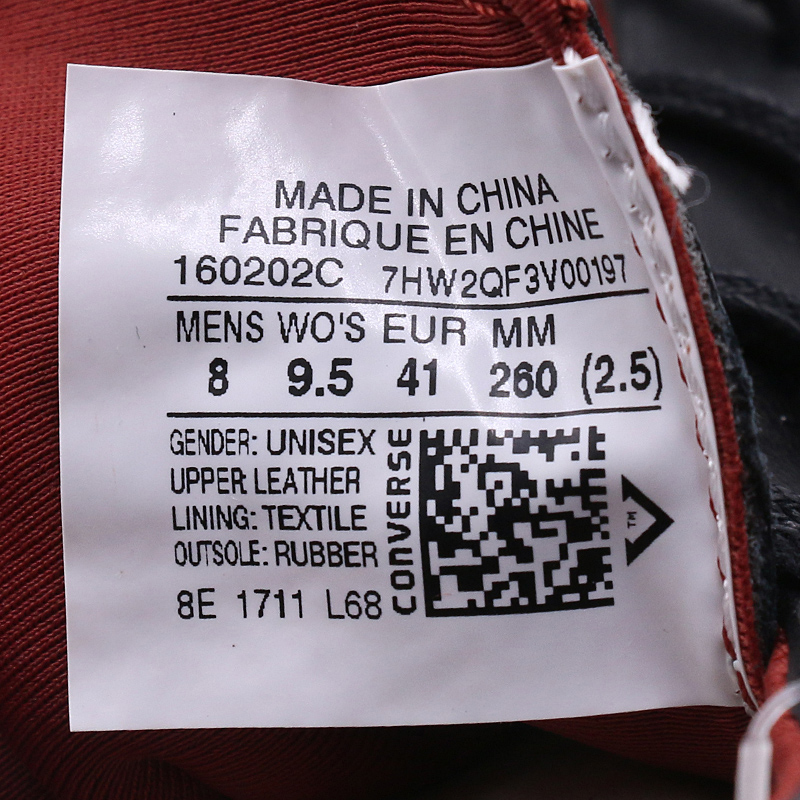 MADE IN CHINA
FABRIQUE EN CHINE
160202C 7HW2QF3V00197
MENS WO'S EUR MM
8 9.5 41 260 (2.5)
GENDER: UNISEX
UPPER: LEATHER
LINING: TEXTILE
OUTSOLE: RUBBER
8E 1711 L68
CONVERSE
TM